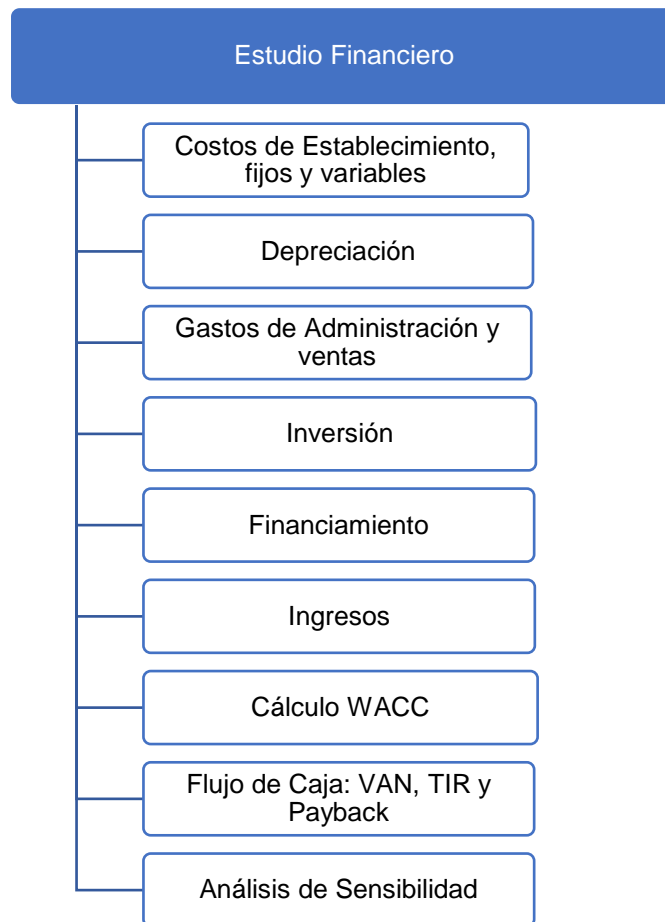 Estudio Financiero
Costos de Establecimiento,
fijos y variables
Depreciación
Gastos de Administración y
ventas
Inversión
Financiamiento
Ingresos
Cálculo WACC
Flujo de Caja: VAN, TIR y
Payback
Análisis de Sensibilidad